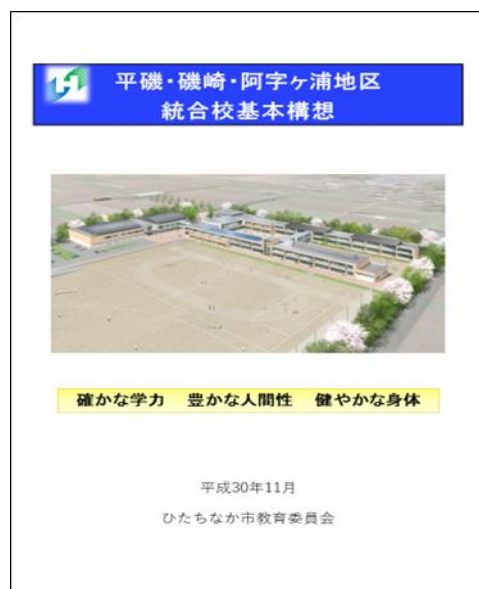 平磯・磯崎・阿字ヶ浦地区
統合校基本構想
確かな学力　豊かな人間性　健やかな身体
平成30年11月
ひたちなか市教育委員会